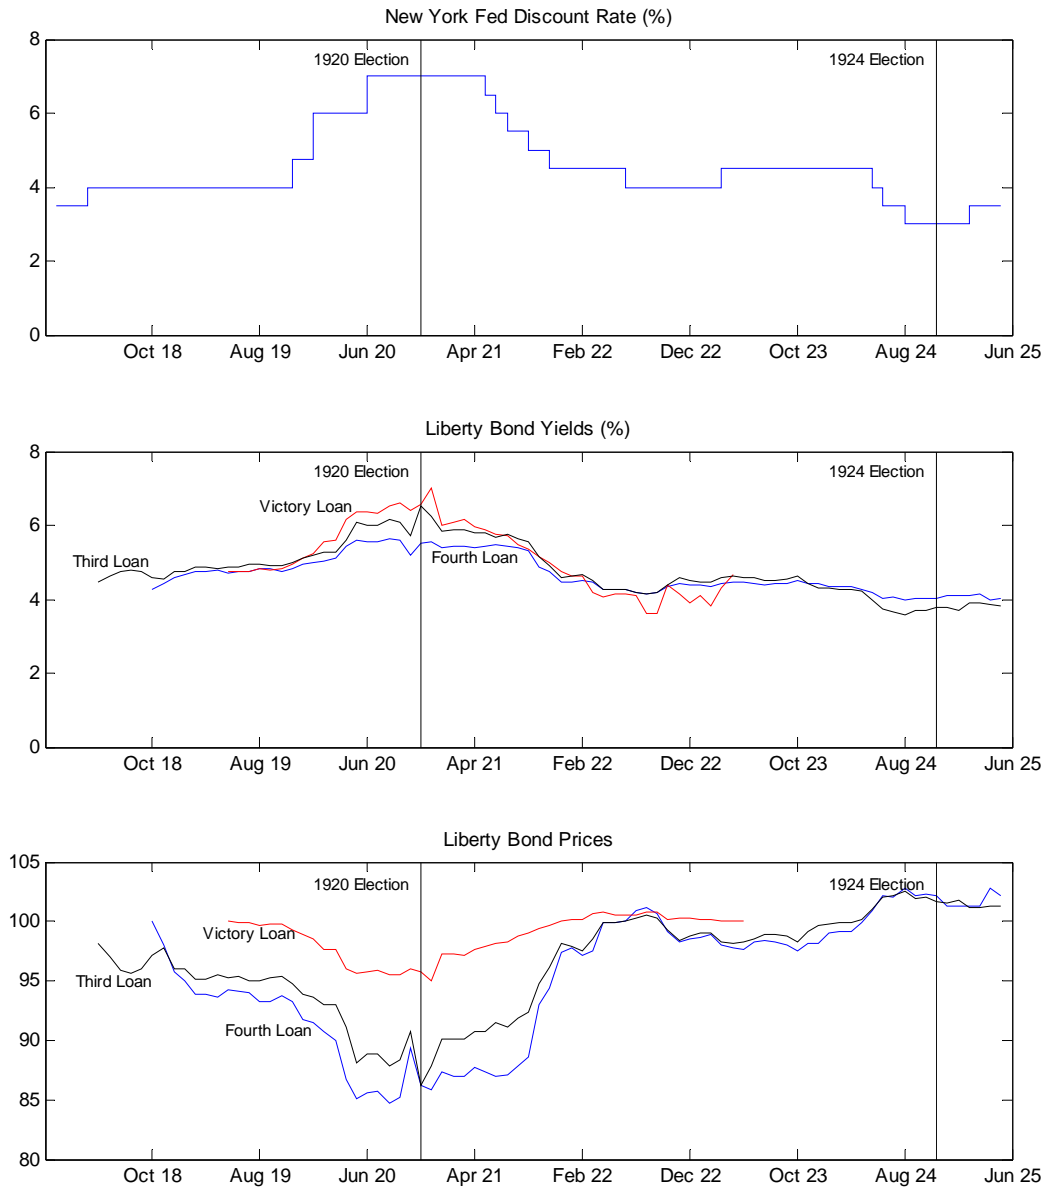 New York Fed Discount Rate (%)
8
1920 Election
1924 Election
6
4
2
0
Oct 18 Aug 19 Jun 20 Apr 21 Feb 22 Dec 22 Oct 23 Aug 24 Jun 25
Liberty Bond Yields (%)
8
1920 Election
1924 Election
Victory Loan
6
Third Loan
Fourth Loan
4
2
0
Oct 18 Aug 19 Jun 20 Apr 21 Feb 22 Dec 22 Oct 23 Aug 24 Jun 25
Liberty Bond Prices
105
1920 Election
1924 Election
100
Victory Loan
95
Third Loan
Fourth Loan
90
85
80
Oct 18 Aug 19 Jun 20 Apr 21 Feb 22 Dec 22 Oct 23 Aug 24 Jun 25